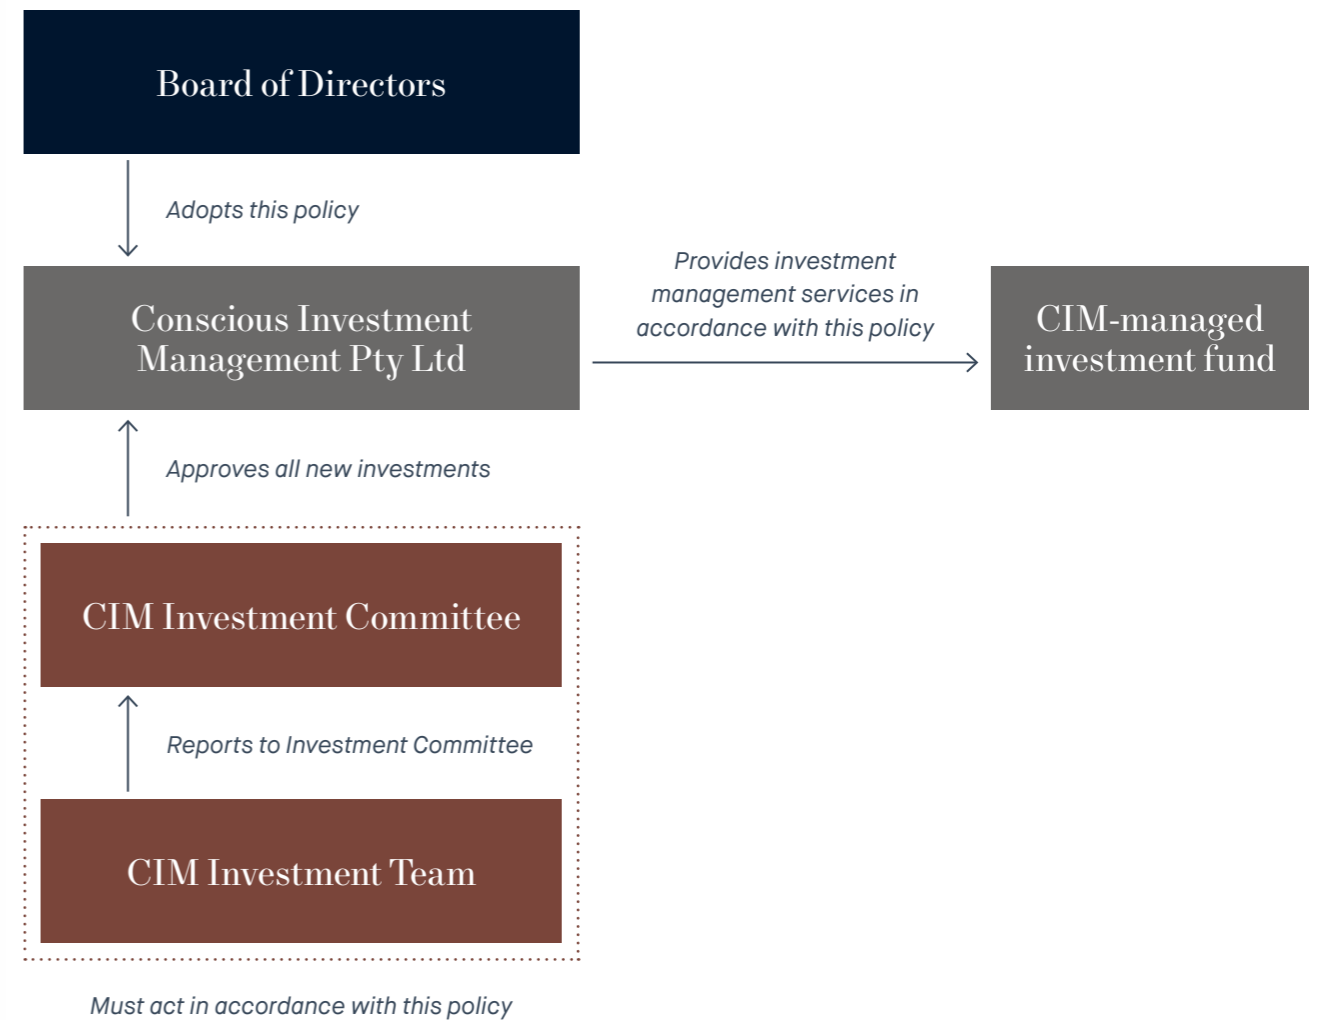 Board of Directors
Adopts this policy
Conscious Investment
Management Pty Ltd
Provides investment
management services in
accordance with this policy
CIM-managed
investment fund
Approves all new investments
CIM Investment Committee
Reports to Investment Committee
CIM Investment Team
Must act in accordance with this policy